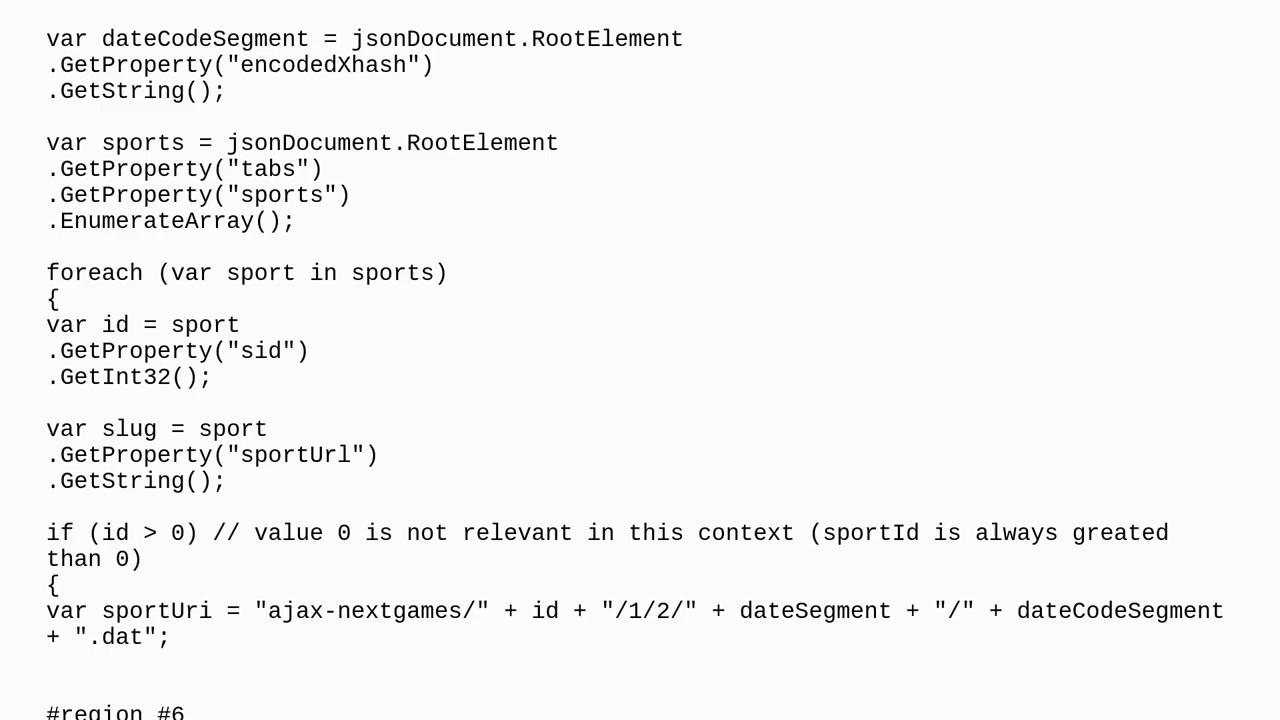 var dateCodeSegment = jsonDocument.RootElement
.GetProperty("encodedXhash")
.GetString();
var sports = jsonDocument.RootElement
.GetProperty("tabs")
.GetProperty("sports")
.EnumerateArray();
foreach (var sport in sports)
{
var id = sport
.GetProperty("sid")
.GetInt32();
var slug = sport
.GetProperty("sportUrl")
.GetString();
if (id > 0) // value 0 is not relevant in this context (sportId is always greated
than 0)
{
var sportUri = "ajax-nextgames/" + id + "/1/2/" + dateSegment + "/" + dateCodeSegment
+ ".dat";
#region #6